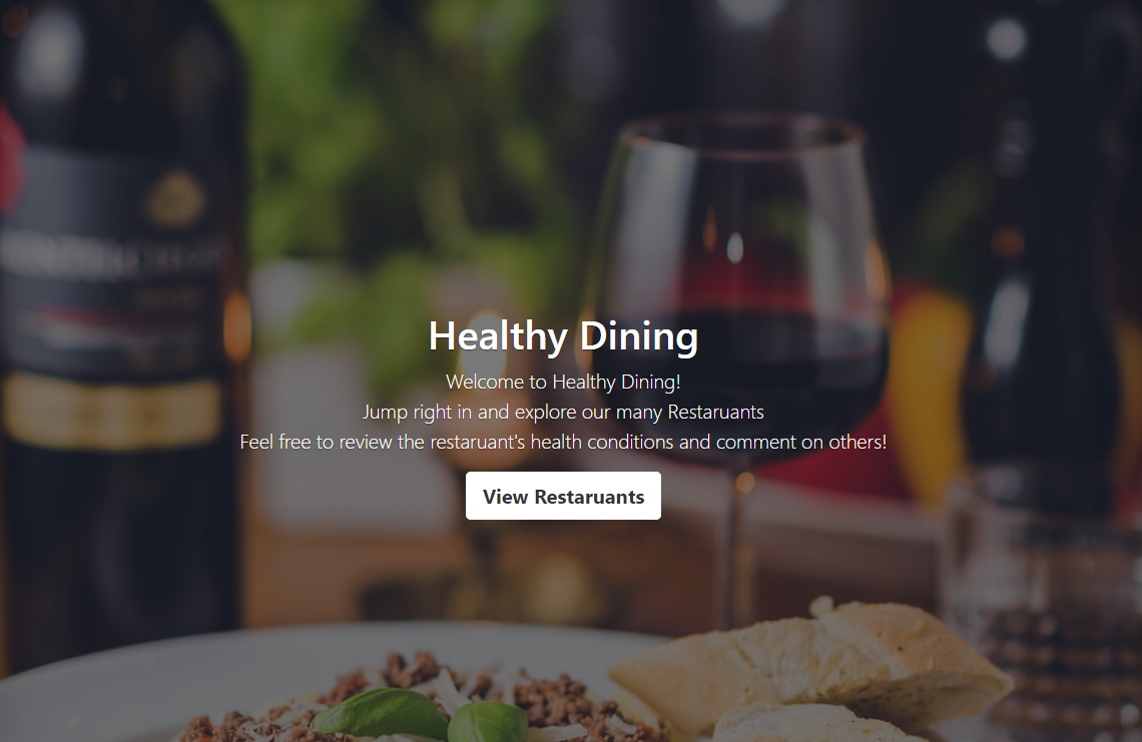 Healthy Dining
Welcome to Healthy Dining!
Jump right in and explore our many Restaruants
Feel free to review the restaruant's health conditions and comment on others!
View Restaruants